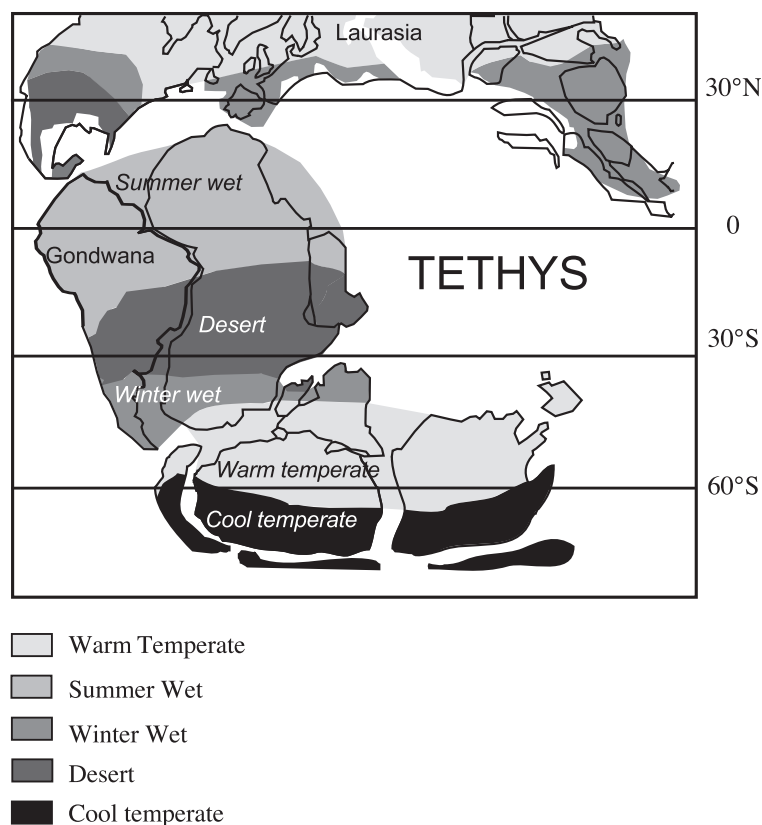 Laurasia
30°N
Summer wet
0
Gondwana
TETHYS
Desert
30°S
Winter wet
Warm temperate
60°S
Cool temperate
Warm Temperate
Summer Wet
Winter Wet
Desert
Cool temperate